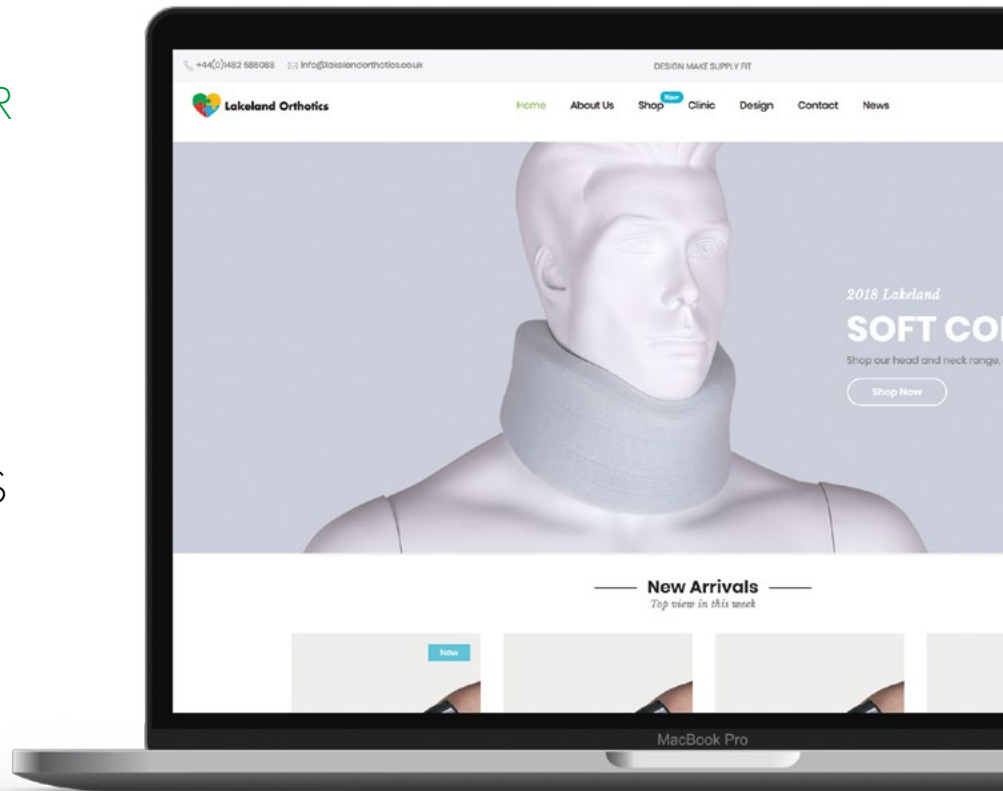 R
S
+44(0)1482 588088 info@lakelandorthotics.co.uk DESIGN MAKE SUPPLY FIT
Lakeland Orthotics Home About Us Shop New Clinic Design Contact News
2018 Lakeland
SOFT CO
Shop our head and neck range,
Shop Now
New Arrivals
Top view in this week
New
MacBook Pro